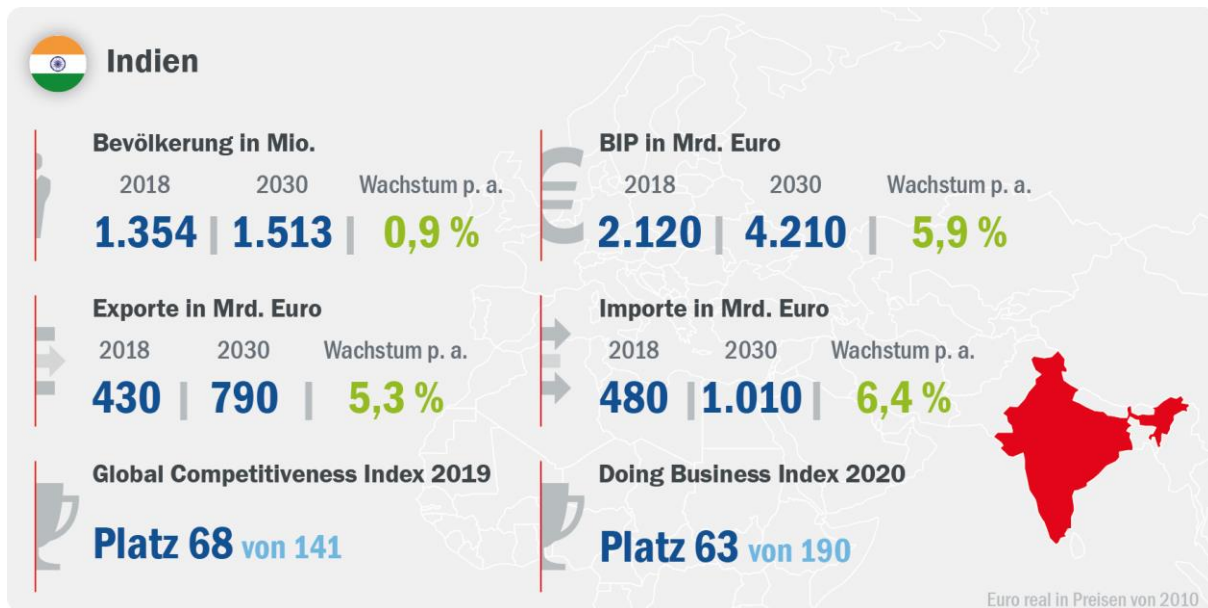 Indien
Bevölkerung in Mio.
2018 2030 Wachstum p. a.
1.354 | 1.513 | 0,9 %
BIP in Mrd. Euro
2018 2030 Wachstum p. a.
2.120 | 4.210 | 5,9 %
Exporte in Mrd. Euro
2018 2030 Wachstum p. a.
430 | 790 | 5,3 %
Importe in Mrd. Euro
2018 2030 Wachstum p. a.
480 | 1.010 | 6,4 %
Global Competitiveness Index 2019
Platz 68 von 141
Doing Business Index 2020
Platz 63 von 190
Euro real in Preisen von 2010